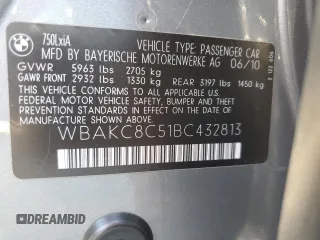 BMW
750LxiA
VEHICLE TYPE: PASSENGER CAR
MFD BY BAYERISCHE MOTORENWERKE AG 06/10
GVWR 5963 lbs 2705 kg
GAWR FRONT 2932 lbs 1330 kg REAR 3197 lbs 1450 kg
THIS VEHICLE CONFORMS TO ALL APPLICABLE
FEDERAL MOTOR VEHICLE SAFETY, BUMPER, AND THEFT
PREVENTION STANDARDS IN EFFECT ON THE DATE OF
MANUFACTURE SHOWN ABOVE.
WBAKC8C51BC432813
DREAMBID